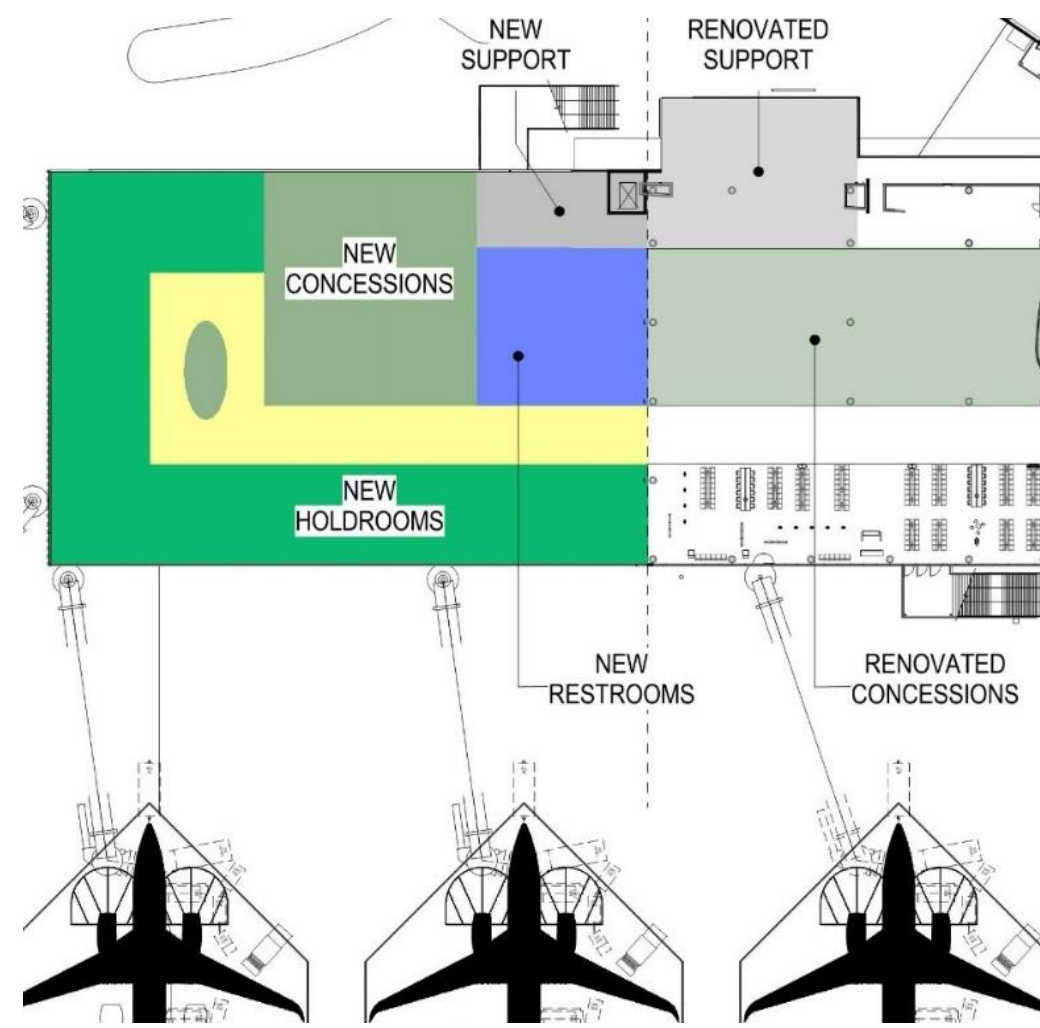 NEW
SUPPORT
RENOVATED
SUPPORT
NEW
CONCESSIONS
NEW
HOLDROOMS
NEW
RESTROOMS
RENOVATED
CONCESSIONS